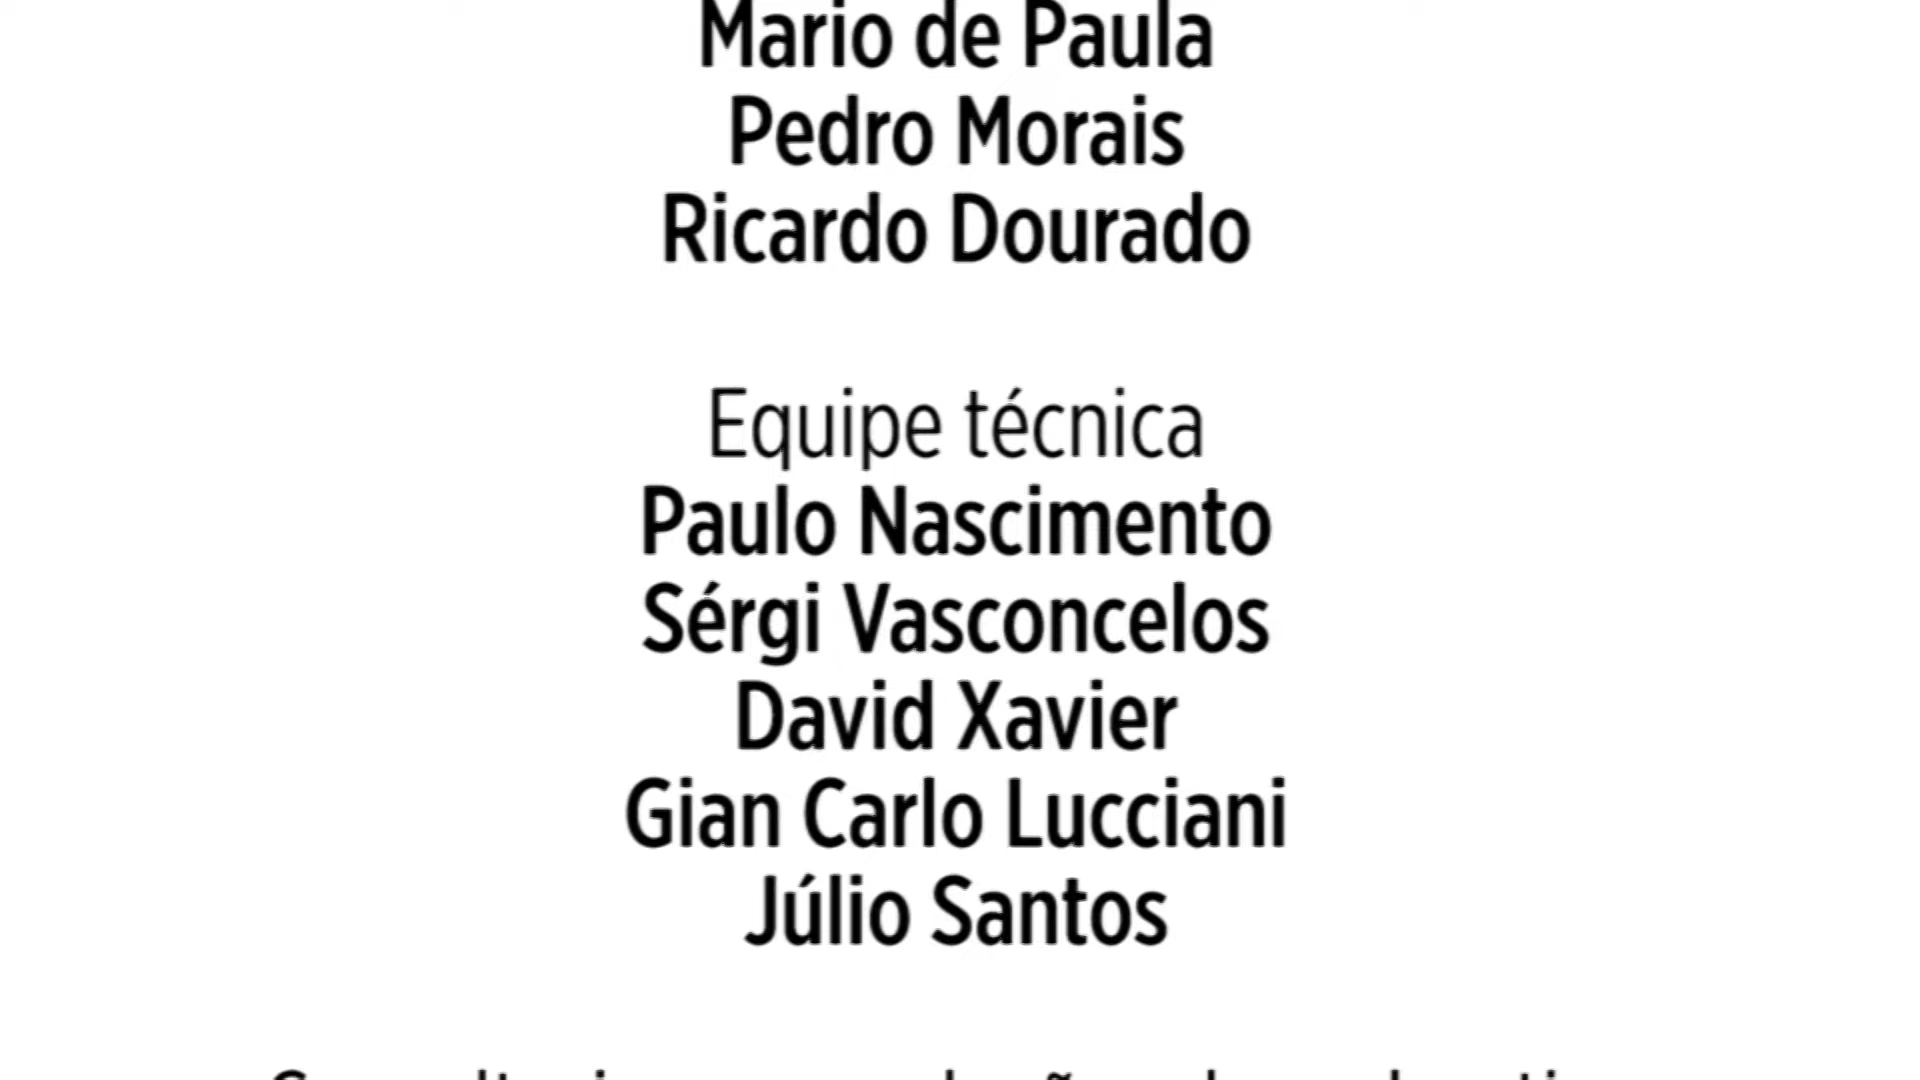 Mario de Paula
Pedro Morais
Ricardo Dourado
Equipe técnica
Paulo Nascimento
Sérgi Vasconcelos
David Xavier
Gian Carlo Lucciani
Júlio Santos